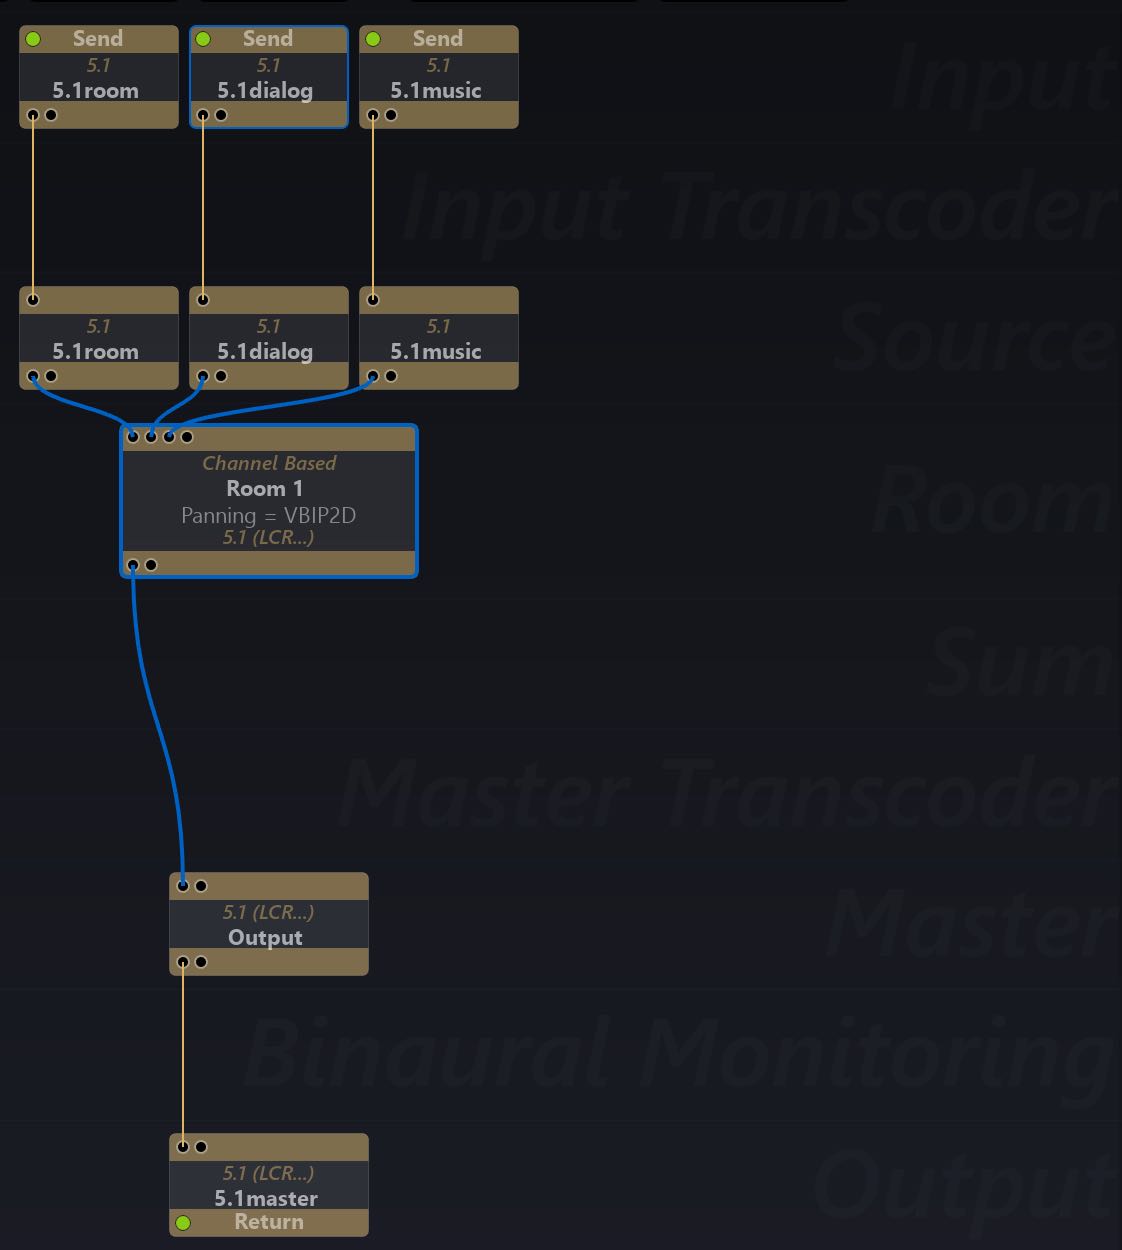 Send
Send
Send
5.1
5.1
5.1
5.1room
5.1dialog
5.1music
Input
Input Transcoder
5.1
5.1
5.1
5.1room
5.1dialog
5.1music
Source
Channel Based
Room 1
Panning = VBIP2D
5.1 (LCR...)
Room
Sum
Master Transcoder
5.1 (LCR...)
Output
Master
Binaural Monitoring
5.1 (LCR...)
5.1master
Return
Output